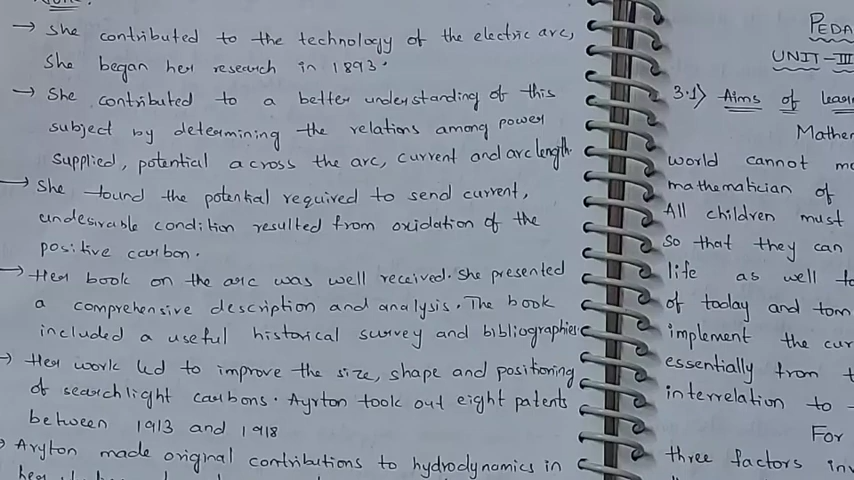 → She contributed to the technology of the electric arc,
She began her research in 1893.
→ She contributed to a better understanding of this
subject by determining the relations among power
supplied, potential across the arc, current and arc length.
→ She found the potential required to send current,
undesirable condition resulted from oxidation of the
positive carbon.
→ Her book on the arc was well received. She presented
a comprehensive description and analysis. The book
included a useful historical survey and bibliographies
→ Her work led to improve the size, shape and positioning
of searchlight carbons. Ayrton took out eight patents
between 1913 and 1918
Aryton made original contributions to hydrodynamics in
PEDA
UNIT-III
3.1) Aims of lear
Mather
world cannot
mathematician of
All children must
so that they can
life as well
of today and tom
implement the cur
essentially from
interrelation to
For
three factors inv